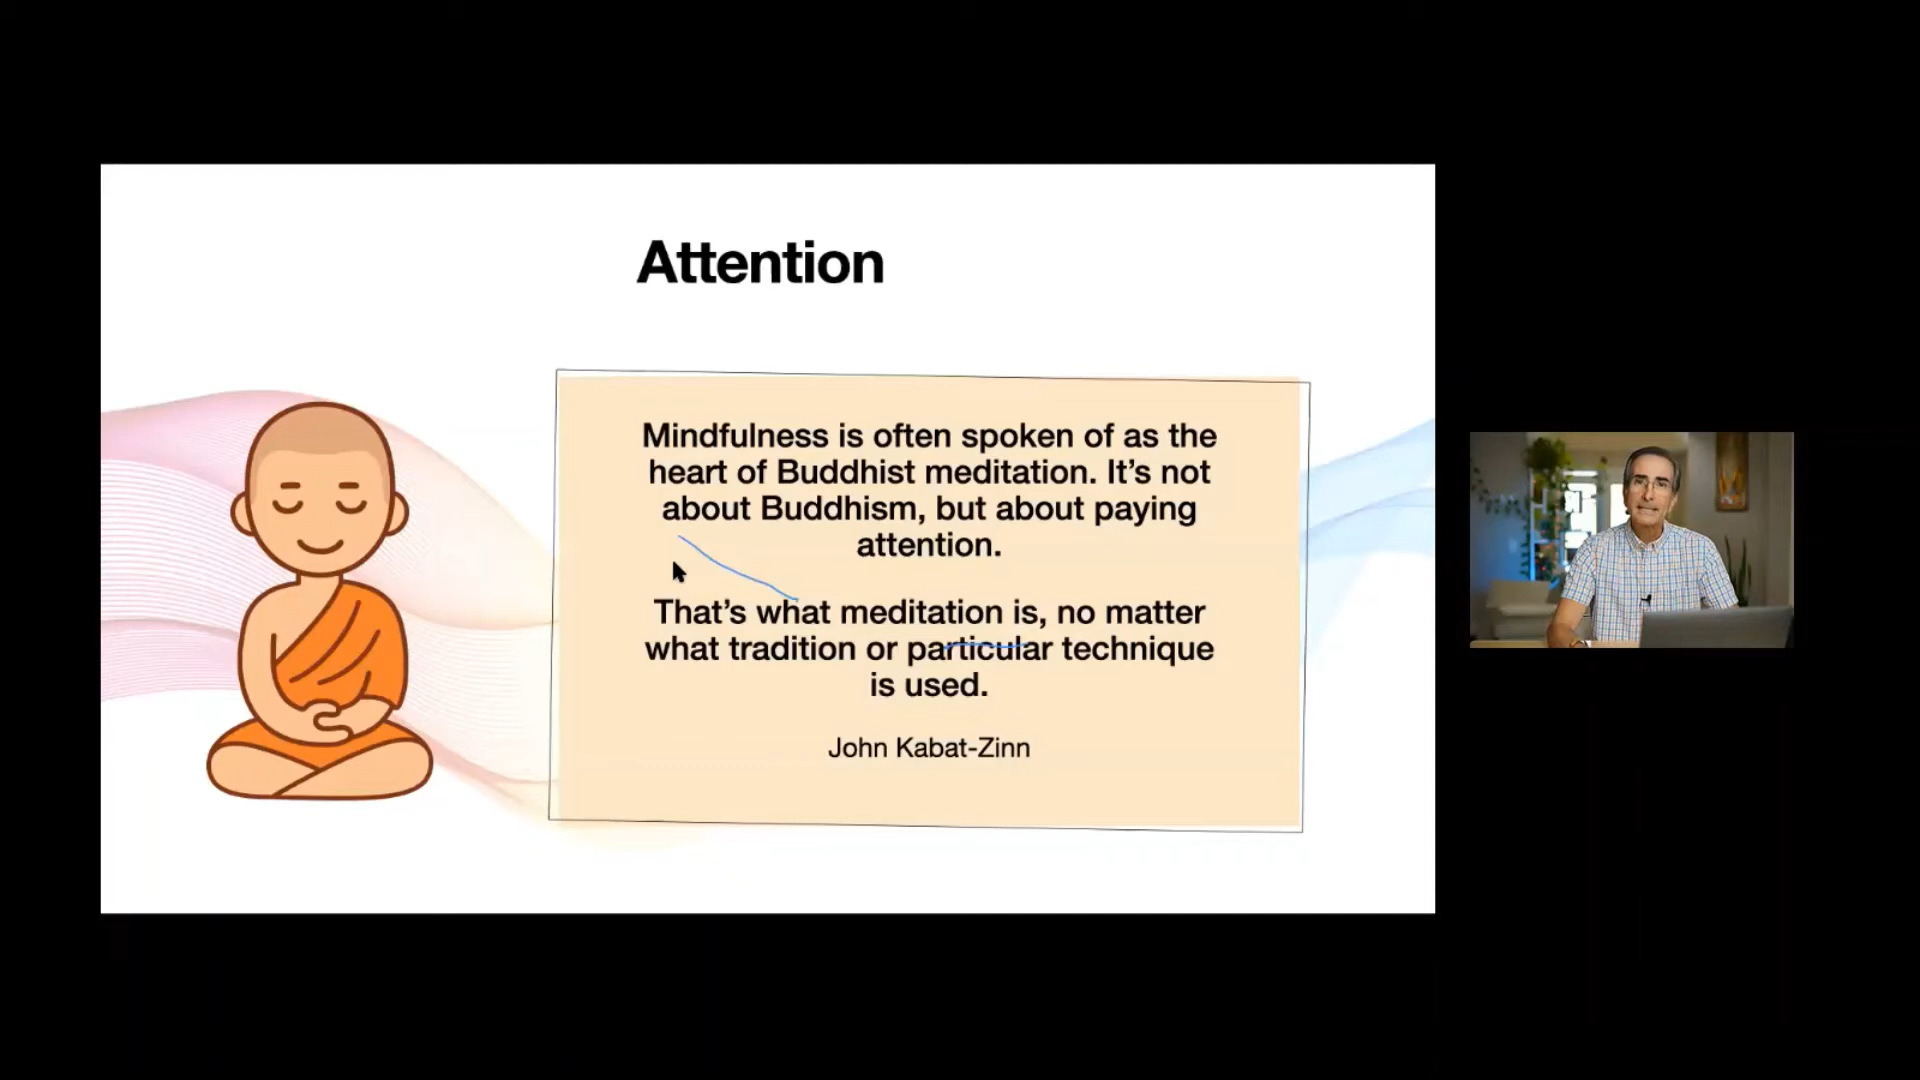 Attention
Mindfulness is often spoken of as the
heart of Buddhist meditation. It’s not
about Buddhism, but about paying
attention.
That’s what meditation is, no matter
what tradition or particular technique
is used.
John Kabat-Zinn